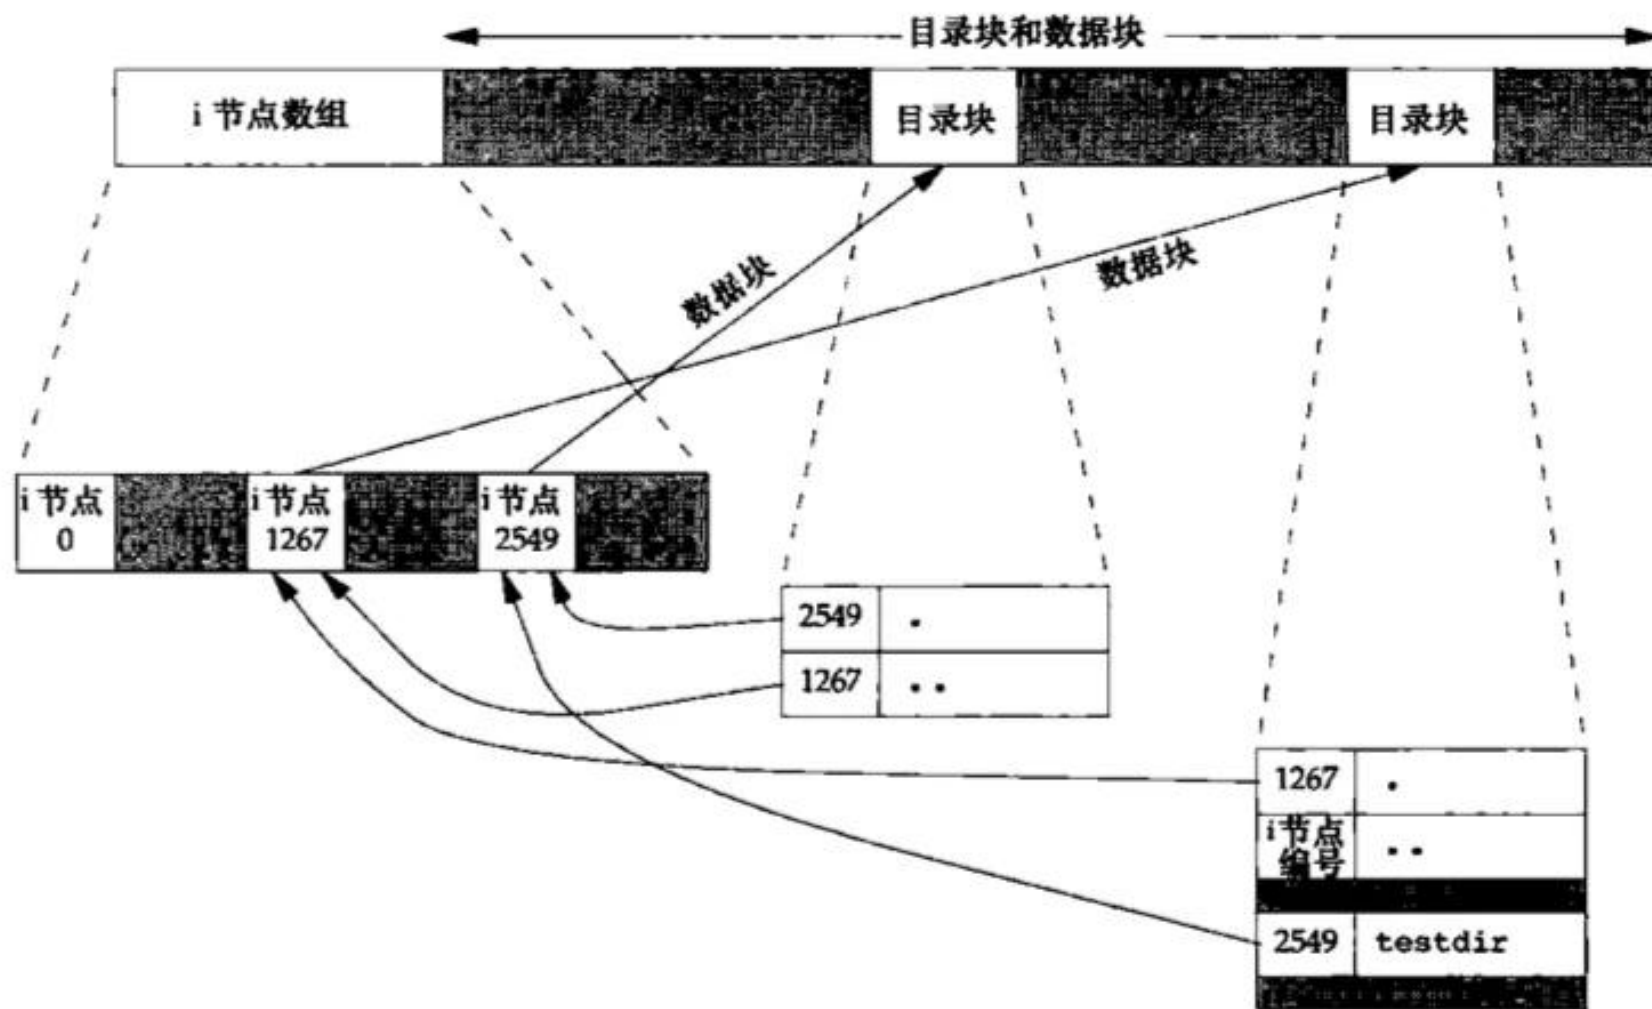 目录块和数据块
i 节点数组
目录块
目录块
数据块
数据块
i 节点
0
i 节点
1267
i 节点
2549
2549 .
1267 ..
1267 .
i 节点
编号 ..
2549 testdir